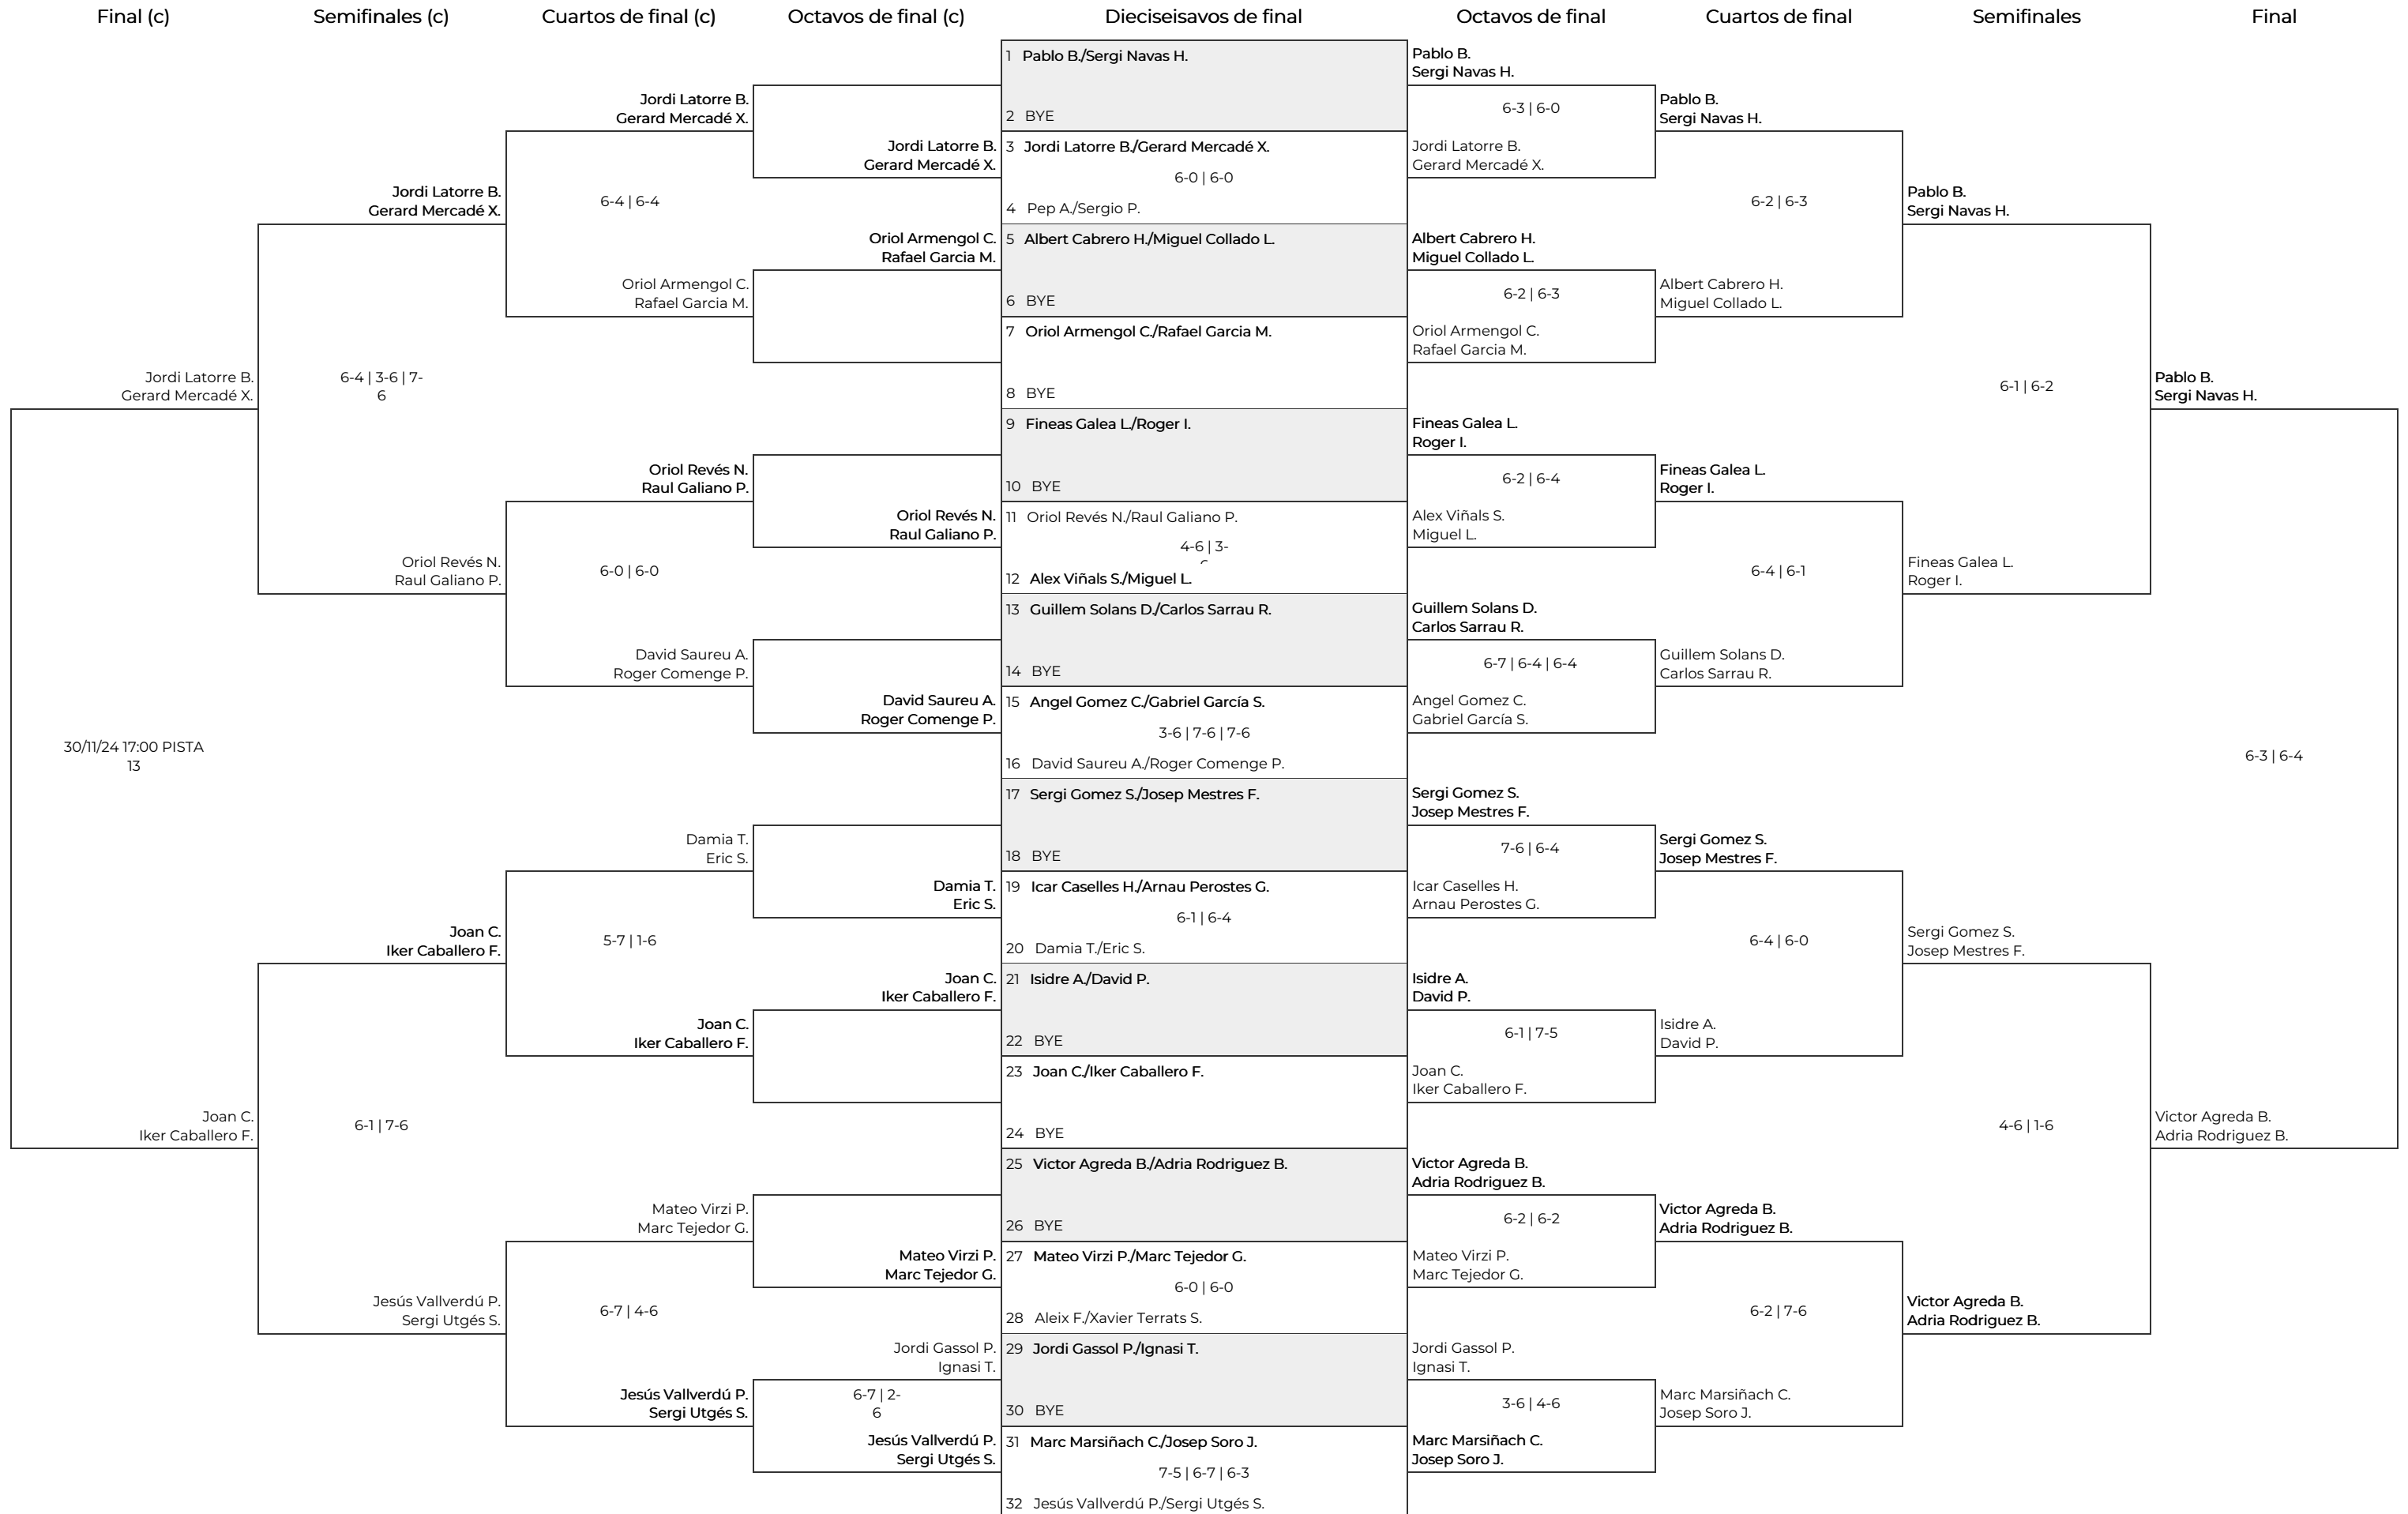 Final (c)
Semifinales (c)
Cuartos de final (c)
Octavos de final (c)
Dieciseisavos de final
Octavos de final
Cuartos de final
Semifinales
Final
Jordi Latorre B.
Gerard Mercadé X.
6-4 | 3-6 | 7-
6
Joan C.
Iker Caballero F.
30/11/24 17:00 PISTA
13
Jordi Latorre B.
Gerard Mercadé X.
Oriol Revés N.
Raul Galiano P.
Joan C.
Iker Caballero F.
6-1 | 7-6
Jesús Vallverdú P.
Sergi Utgés S.
Jordi Latorre B.
Gerard Mercadé X.
6-4 | 6-4
Oriol Armengol C.
Rafael Garcia M.
Oriol Revés N.
Raul Galiano P.
6-0 | 6-0
David Saureu A.
Roger Comenge P.
Damia T.
Eric S.
5-7 | 1-6
Joan C.
Iker Caballero F.
Mateo Virzi P.
Marc Tejedor G.
6-7 | 4-6
Jesús Vallverdú P.
Sergi Utgés S.
Jordi Latorre B.
Gerard Mercadé X.
Oriol Armengol C.
Rafael Garcia M.
Oriol Revés N.
Raul Galiano P.
David Saureu A.
Roger Comenge P.
Damia T.
Eric S.
Joan C.
Iker Caballero F.
Mateo Virzi P.
Marc Tejedor G.
Jordi Gassol P.
Ignasi T.
6-7 | 2-
6
Jesús Vallverdú P.
Sergi Utgés S.
1 Pablo B./Sergi Navas H.
2 BYE
3 Jordi Latorre B./Gerard Mercadé X.
6-0 | 6-0
4 Pep A./Sergio P.
5 Albert Cabrero H./Miguel Collado L.
6 BYE
7 Oriol Armengol C./Rafael Garcia M.
8 BYE
9 Fineas Galea L./Roger I.
10 BYE
11 Oriol Revés N./Raul Galiano P.
4-6 | 3-
12 Alex Viñals S./Miguel L.
13 Guillem Solans D./Carlos Sarrau R.
14 BYE
15 Angel Gomez C./Gabriel García S.
3-6 | 7-6 | 7-6
16 David Saureu A./Roger Comenge P.
17 Sergi Gomez S./Josep Mestres F.
18 BYE
19 Icar Caselles H./Arnau Perostes G.
6-1 | 6-4
20 Damia T./Eric S.
21 Isidre A./David P.
22 BYE
23 Joan C./Iker Caballero F.
24 BYE
25 Victor Agreda B./Adria Rodriguez B.
26 BYE
27 Mateo Virzi P./Marc Tejedor G.
6-0 | 6-0
28 Aleix F./Xavier Terrats S.
29 Jordi Gassol P./Ignasi T.
30 BYE
31 Marc Marsiñach C./Josep Soro J.
7-5 | 6-7 | 6-3
32 Jesús Vallverdú P./Sergi Utgés S.
Pablo B.
Sergi Navas H.
6-3 | 6-0
Jordi Latorre B.
Gerard Mercadé X.
Albert Cabrero H.
Miguel Collado L.
6-2 | 6-3
Oriol Armengol C.
Rafael Garcia M.
Fineas Galea L.
Roger I.
6-2 | 6-4
Alex Viñals S.
Miguel L.
Guillem Solans D.
Carlos Sarrau R.
6-7 | 6-4 | 6-4
Angel Gomez C.
Gabriel García S.
Sergi Gomez S.
Josep Mestres F.
7-6 | 6-4
Icar Caselles H.
Arnau Perostes G.
Isidre A.
David P.
6-1 | 7-5
Joan C.
Iker Caballero F.
Victor Agreda B.
Adria Rodriguez B.
6-2 | 6-2
Mateo Virzi P.
Marc Tejedor G.
Jordi Gassol P.
Ignasi T.
3-6 | 4-6
Marc Marsiñach C.
Josep Soro J.
Pablo B.
Sergi Navas H.
6-2 | 6-3
Albert Cabrero H.
Miguel Collado L.
Fineas Galea L.
Roger I.
6-4 | 6-1
Guillem Solans D.
Carlos Sarrau R.
Sergi Gomez S.
Josep Mestres F.
6-4 | 6-0
Isidre A.
David P.
Victor Agreda B.
Adria Rodriguez B.
6-2 | 7-6
Marc Marsiñach C.
Josep Soro J.
Pablo B.
Sergi Navas H.
6-1 | 6-2
Fineas Galea L.
Roger I.
Sergi Gomez S.
Josep Mestres F.
4-6 | 1-6
Victor Agreda B.
Adria Rodriguez B.
Pablo B.
Sergi Navas H.
6-3 | 6-4
Victor Agreda B.
Adria Rodriguez B.